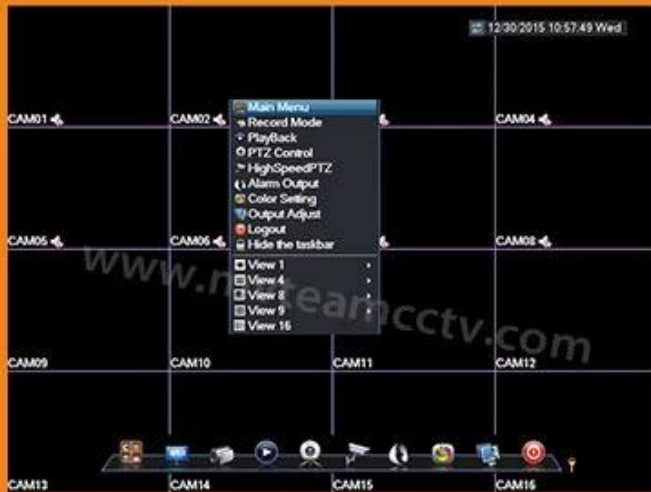 12/30/2015 10:57:49 Wed
CAM01
CAM02
CAM04
Main Menu
Record Mode
PlayBack
PTZ Control
HighSpeedPTZ
Alarm Output
Color Setting
Output Adjust
Logout
Hide the taskbar
View 1
View 4
View 8
View 9
View 16
CAM05
CAM06
CAM08
CAM09
CAM10
CAM11
CAM12
CAM13
CAM14
CAM15
CAM16